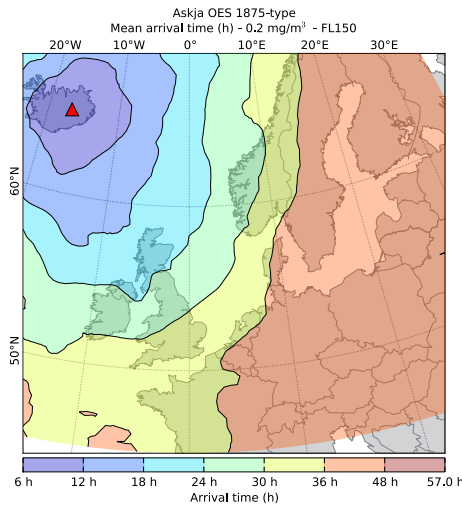 Askja OES 1875-type
Mean arrival time (h) - 0.2 mg/m³ - FL150
20°W 10°W 0° 10°E 20°E 30°E
60°N
50°N
6 h 12 h 18 h 24 h 30 h 36 h 48 h 57.0 h
Arrival time (h)